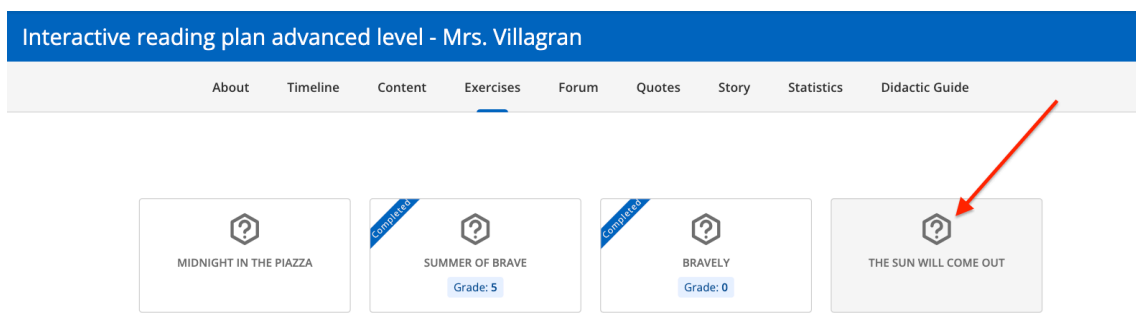 Interactive reading plan advanced level - Mrs. Villagran
About Timeline Content Exercises Forum Quotes Story Statistics Didactic Guide
MIDNIGHT IN THE PIAZZA
Completed
SUMMER OF BRAVE
Grade: 5
Completed
BRAVELY
Grade: 0
THE SUN WILL COME OUT